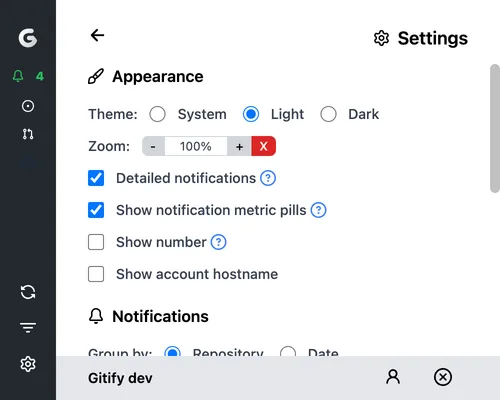 Settings
4
Appearance
Theme: System Light Dark
Zoom: - 100% + X
Detailed notifications ?
Show notification metric pills ?
Show number ?
Show account hostname
Notifications
Group by: Repository Date
Gitify dev